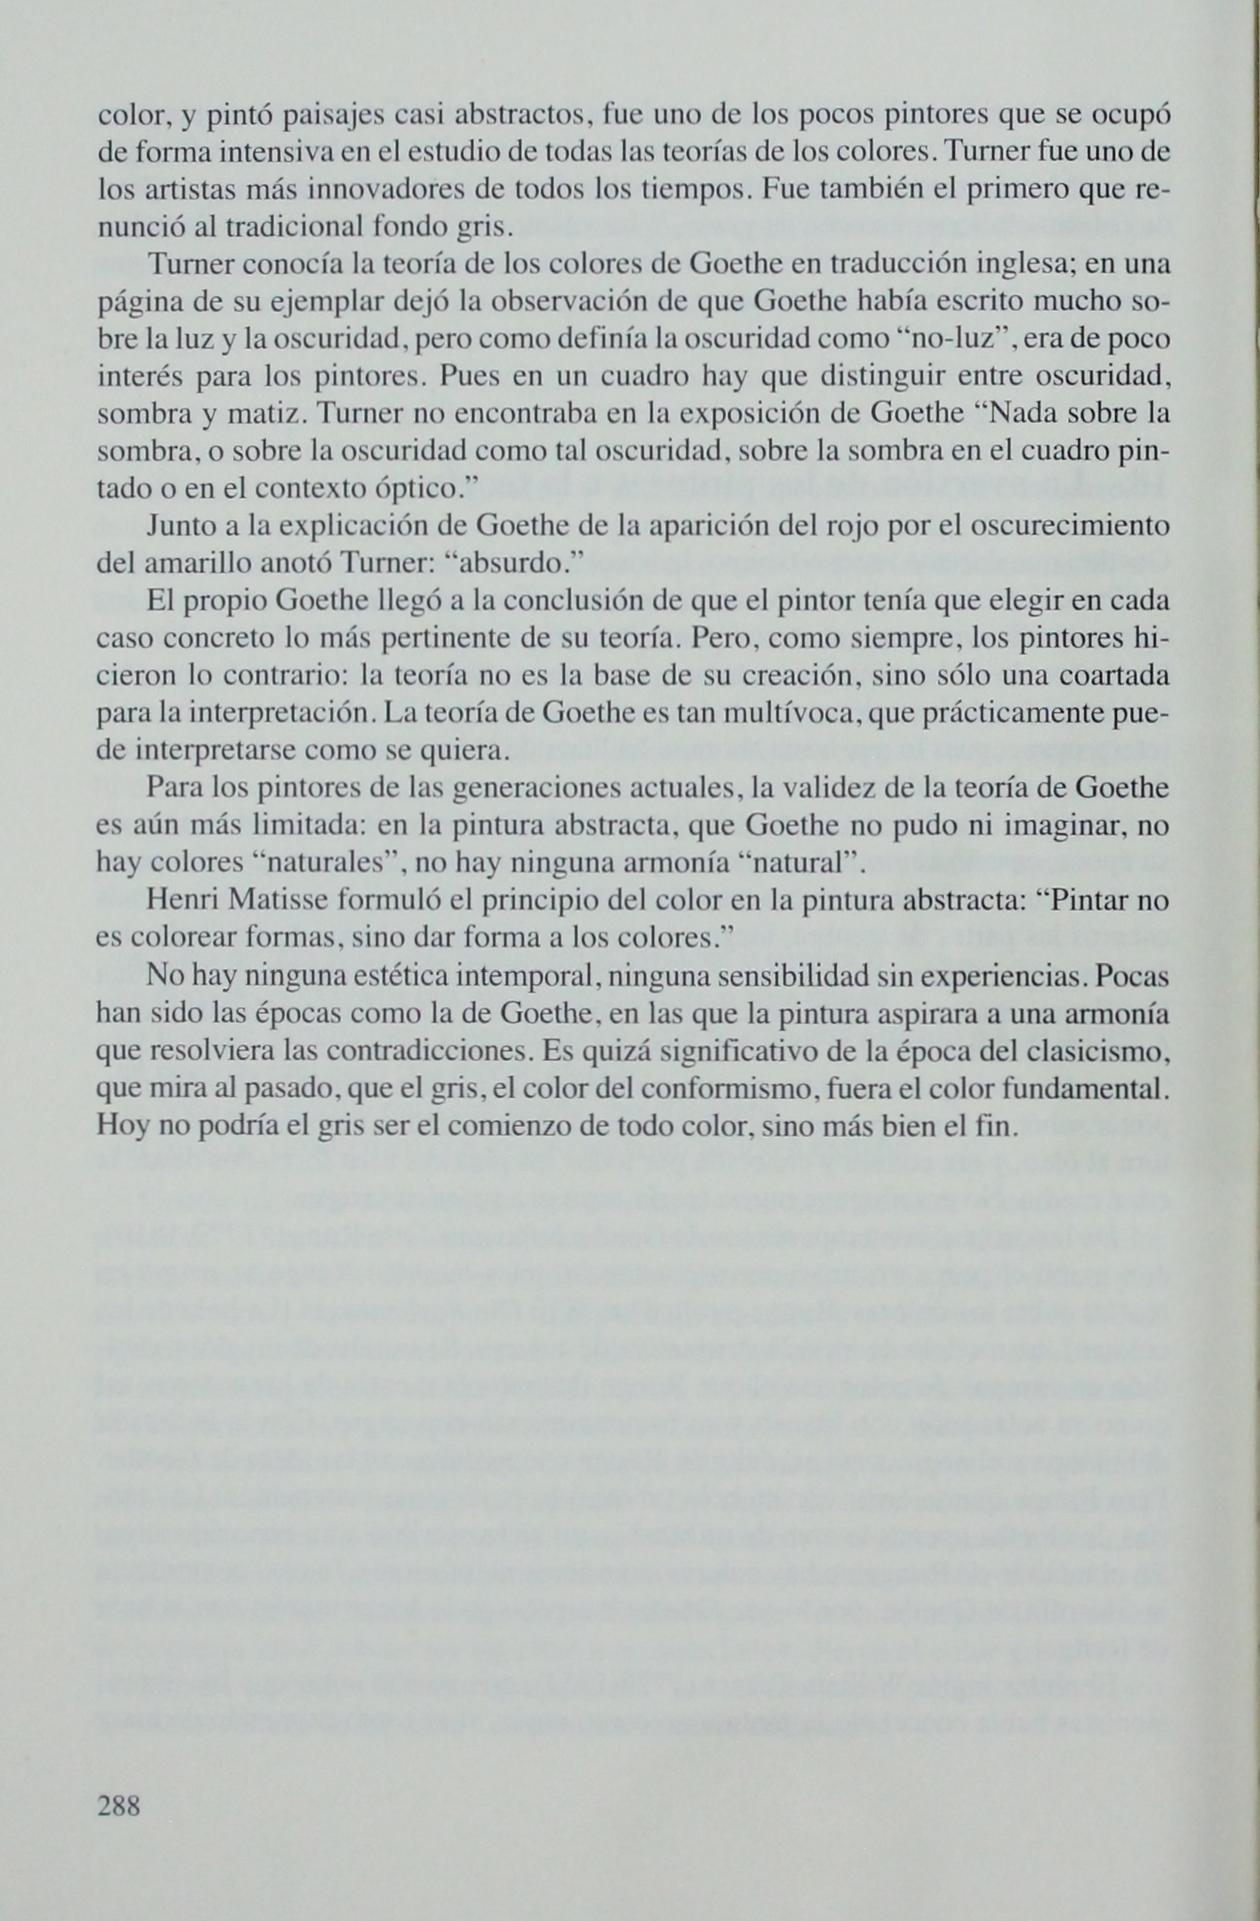 color, y pintó paisajes casi abstractos, fue uno de los pocos pintores que se ocupó
de forma intensiva en el estudio de todas las teorías de los colores. Turner fue uno de
los artistas más innovadores de todos los tiempos. Fue también el primero que re-
nunció al tradicional fondo gris.
Turner conocía la teoría de los colores de Goethe en traducción inglesa; en una
página de su ejemplar dejó la observación de que Goethe había escrito mucho so-
bre la luz y la oscuridad, pero como definía la oscuridad como “no-luz”, era de poco
interés para los pintores. Pues en un cuadro hay que distinguir entre oscuridad,
sombra y matiz. Turner no encontraba en la exposición de Goethe “Nada sobre la
sombra, o sobre la oscuridad como tal oscuridad, sobre la sombra en el cuadro pin-
tado o en el contexto óptico.”
Junto a la explicación de Goethe de la aparición del rojo por el oscurecimiento
del amarillo anotó Turner: “absurdo.”
El propio Goethe llegó a la conclusión de que el pintor tenía que elegir en cada
caso concreto lo más pertinente de su teoría. Pero, como siempre, los pintores hi-
cieron lo contrario: la teoría no es la base de su creación, sino sólo una coartada
para la interpretación. La teoría de Goethe es tan multívoca, que prácticamente pue-
de interpretarse como se quiera.
Para los pintores de las generaciones actuales, la validez de la teoría de Goethe
es aún más limitada: en la pintura abstracta, que Goethe no pudo ni imaginar, no
hay colores “naturales”, no hay ninguna armonía “natural”.
Henri Matisse formuló el principio del color en la pintura abstracta: “Pintar no
es colorear formas, sino dar forma a los colores.”
No hay ninguna estética intemporal, ninguna sensibilidad sin experiencias. Pocas
han sido las épocas como la de Goethe, en las que la pintura aspirara a una armonía
que resolviera las contradicciones. Es quizá significativo de la época del clasicismo,
que mira al pasado, que el gris, el color del conformismo, fuera el color fundamental.
Hoy no podría el gris ser el comienzo de todo color, sino más bien el fin.
288